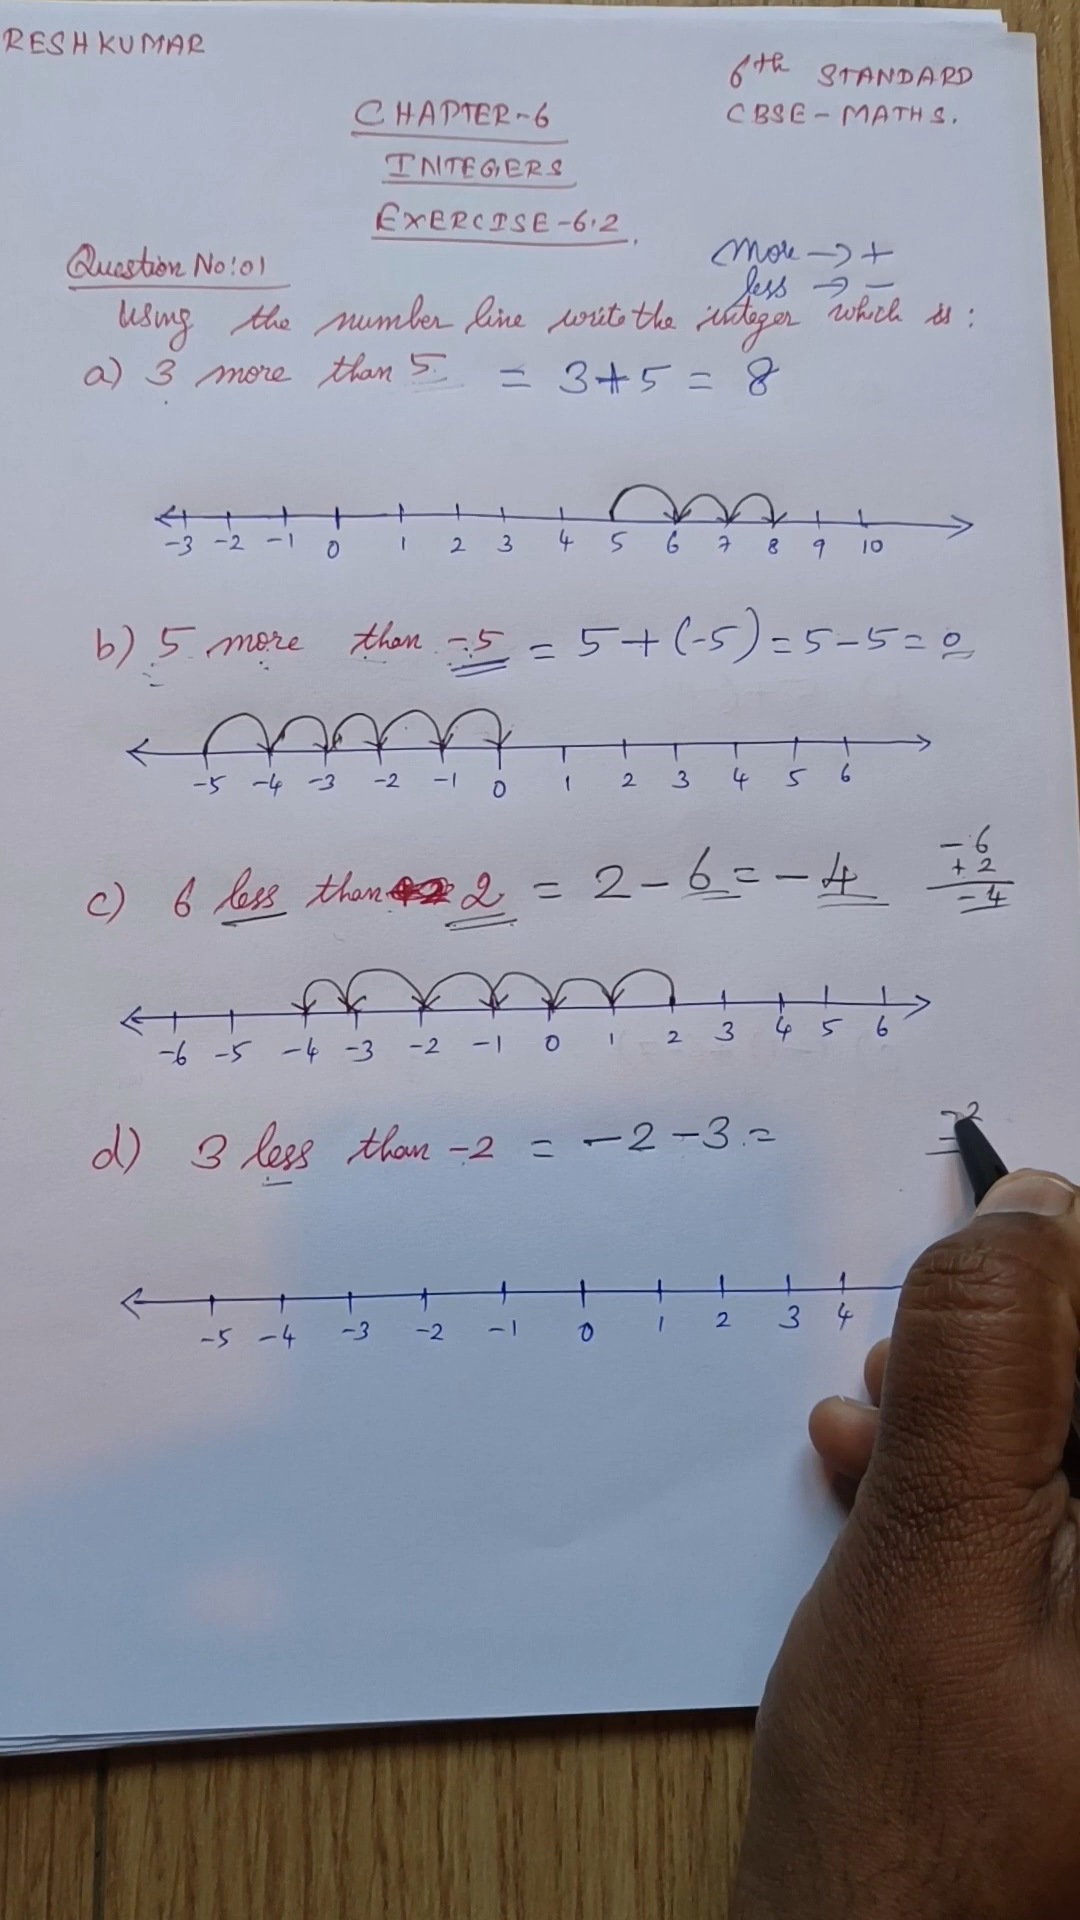 RESHKUMAR
6th STANDARD
CBSE - MATHS.
CHAPTER-6
INTEGERS
EXERCISE-6.2
more → +
less → -
Question No:01
Using the number line write the integer which is:
a) 3 more than 5 = 3+5 = 8
-3 -2 -1 0 1 2 3 4 5 6 7 8 9 10
b) 5 more than -5 = 5+(-5) = 5-5 = 0
-5 -4 -3 -2 -1 0 1 2 3 4 5 6
c) 6 less than 2 = 2-6 = -4
-6
+2
-4
-6 -5 -4 -3 -2 -1 0 1 2 3 4 5 6
d) 3 less than -2 = -2-3 =
-5 -4 -3 -2 -1 0 1 2 3 4